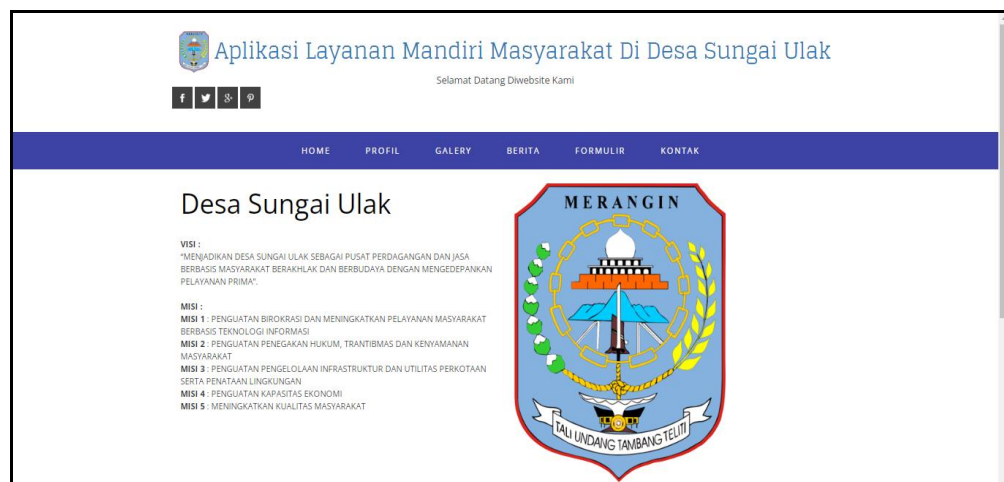 Aplikasi Layanan Mandiri Masyarakat Di Desa Sungai Ulak
Selamat Datang Diwebsite Kami
HOME PROFIL GALERY BERITA FORMULIR KONTAK
Desa Sungai Ulak
VISI :
“MENJADIKAN DESA SUNGAI ULAK SEBAGAI PUSAT PERDAGANGAN DAN JASA
BERBASIS MASYARAKAT BERAKHLAK DAN BERBUDAYA DENGAN MENGEDEPANKAN
PELAYANAN PRIMA”.
MISI :
MISI 1 : PENGUATAN BIROKRASI DAN MENINGKATKAN PELAYANAN MASYARAKAT
BERBASIS TEKNOLOGI INFORMASI
MISI 2 : PENGUATAN PENEGAKAN HUKUM, TRANTIBMAS DAN KENYAMANAN
MASYARAKAT
MISI 3 : PENGUATAN PENGELOLAAN INFRASTRUKTUR DAN UTILITAS PERKOTAAN
SERTA PENATAAN LINGKUNGAN
MISI 4 : PENGUATAN KAPASITAS EKONOMI
MISI 5 : MENINGKATKAN KUALITAS MASYARAKAT
MERANGIN
TALI UNDANG TAMBANG TELITI